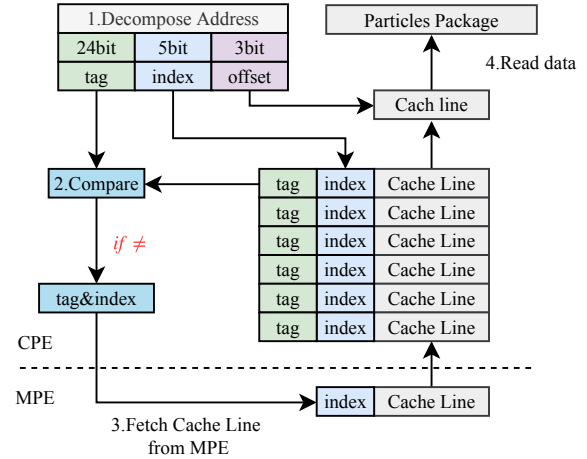 1.Decompose Address
24bit 5bit 3bit
tag index offset
Particles Package
4.Read data
Cach line
2.Compare
tag index Cache Line
tag index Cache Line
tag index Cache Line
tag index Cache Line
tag index Cache Line
tag index Cache Line
if ≠
tag&index
CPE
MPE
index Cache Line
3.Fetch Cache Line
from MPE